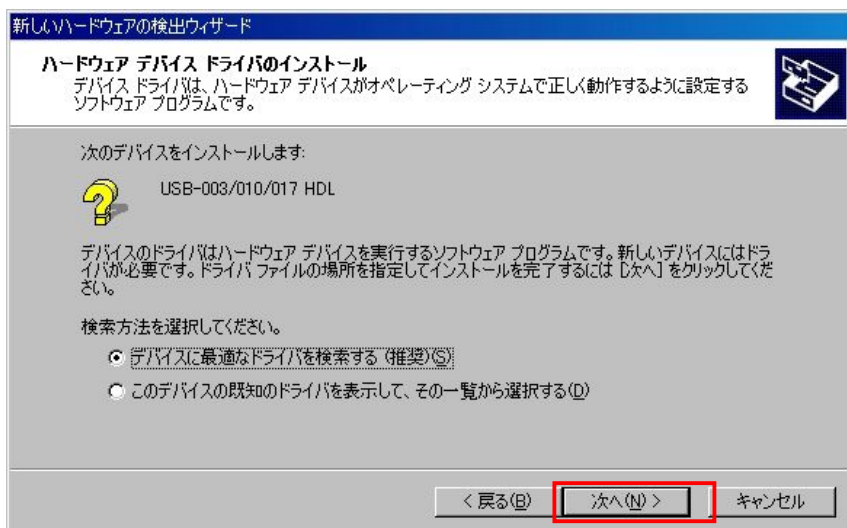 新しいハードウェアの検出ウィザード
ハードウェア デバイス ドライバのインストール
デバイス ドライバは、ハードウェア デバイスがオペレーティング システムで正しく動作するように設定する
ソフトウェア プログラムです。
次のデバイスをインストールします:
USB-003/010/017 HDL
デバイスのドライバはハードウェア デバイスを実行するソフトウェア プログラムです。新しいデバイスにはドラ
イバが必要です。ドライバ ファイルの場所を指定してインストールを完了するには [次へ] をクリックしてくだ
さい。
検索方法を選択してください。
デバイスに最適なドライバを検索する (推奨)(S)
このデバイスの既知のドライバを表示して、その一覧から選択する(D)
< 戻る(B) 次へ(N) > キャンセル